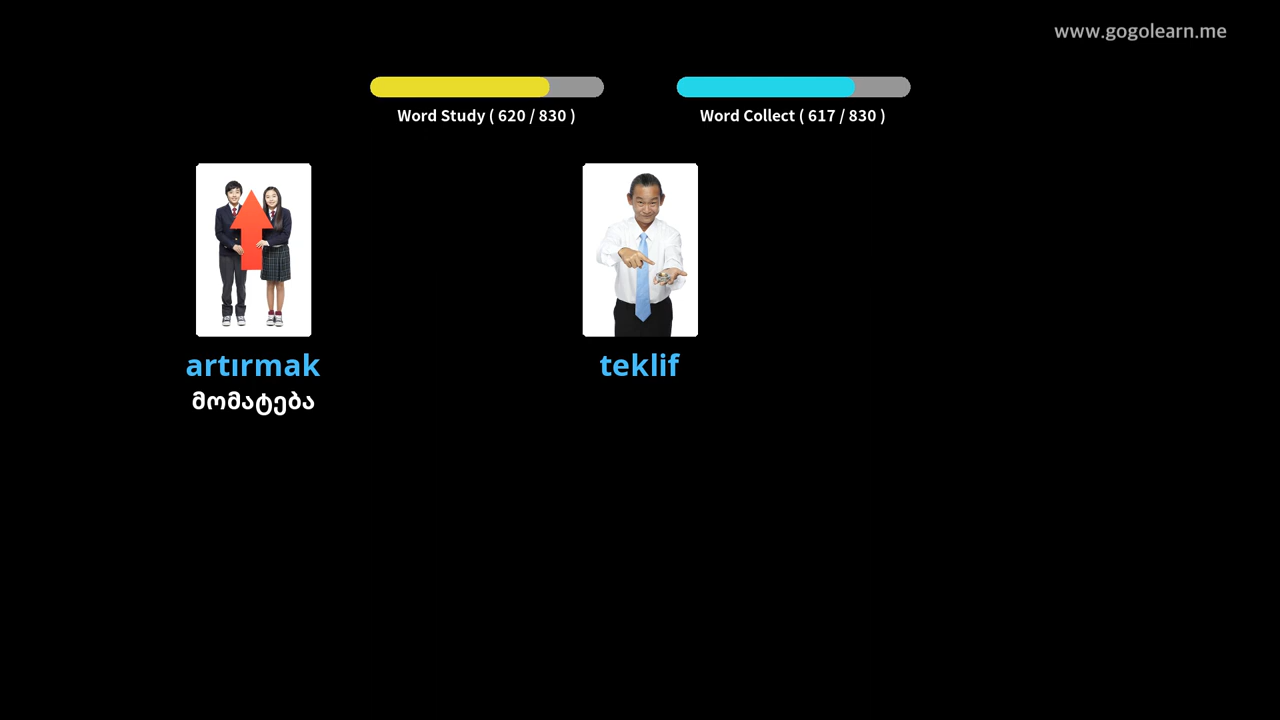 www.gogolearn.me
Word Study ( 620 / 830 )
Word Collect ( 617 / 830 )
artırmak
მომატება
teklif